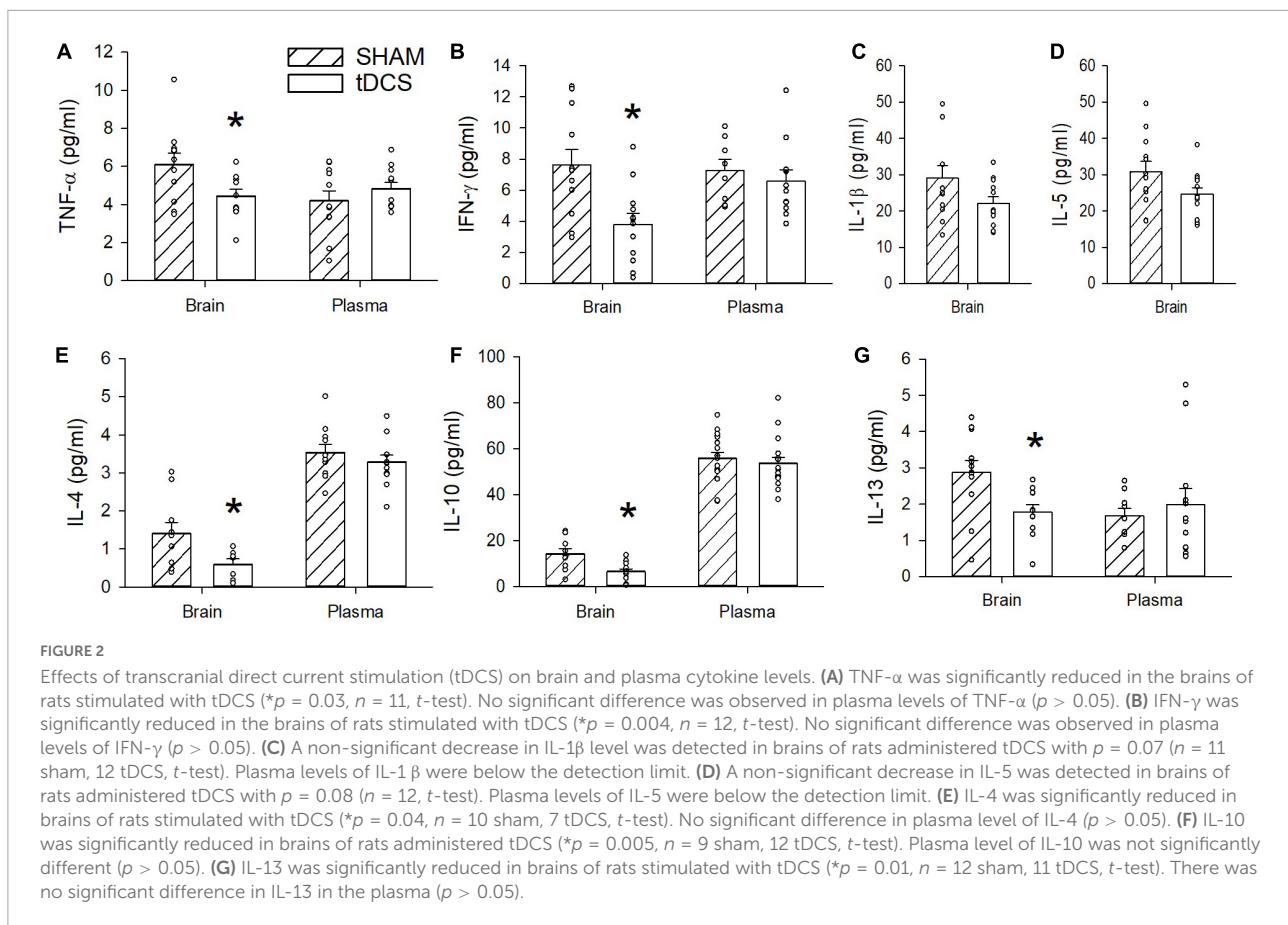 A
12
10
8
6
4
2
0
TNF-α (pg/ml)
Brain
Plasma
SHAM
tDCS
*
B
14
12
10
8
6
4
2
0
IFN-γ (pg/ml)
Brain
Plasma
*
C
60
50
40
30
20
10
0
IL-1β (pg/ml)
Brain
D
60
50
40
30
20
10
0
IL-5 (pg/ml)
Brain
E
6
5
4
3
2
1
0
IL-4 (pg/ml)
Brain
Plasma
*
F
100
80
60
40
20
0
IL-10 (pg/ml)
Brain
Plasma
*
G
6
5
4
3
2
1
0
IL-13 (pg/ml)
Brain
Plasma
*
FIGURE 2
Effects of transcranial direct current stimulation (tDCS) on brain and plasma cytokine levels. (A) TNF-α was significantly reduced in the brains of
rats stimulated with tDCS (*p = 0.03, n = 11, t-test). No significant difference was observed in plasma levels of TNF-α (p > 0.05). (B) IFN-γ was
significantly reduced in the brains of rats stimulated with tDCS (*p = 0.004, n = 12, t-test). No significant difference was observed in plasma
levels of IFN-γ (p > 0.05). (C) A non-significant decrease in IL-1β level was detected in brains of rats administered tDCS with p = 0.07 (n = 11
sham, 12 tDCS, t-test). Plasma levels of IL-1 β were below the detection limit. (D) A non-significant decrease in IL-5 was detected in brains of
rats administered tDCS with p = 0.08 (n = 12, t-test). Plasma levels of IL-5 were below the detection limit. (E) IL-4 was significantly reduced in
brains of rats stimulated with tDCS (*p = 0.04, n = 10 sham, 7 tDCS, t-test). No significant difference in plasma level of IL-4 (p > 0.05). (F) IL-10
was significantly reduced in brains of rats administered tDCS (*p = 0.005, n = 9 sham, 12 tDCS, t-test). Plasma level of IL-10 was not significantly
different (p > 0.05). (G) IL-13 was significantly reduced in brains of rats stimulated with tDCS (*p = 0.01, n = 12 sham, 11 tDCS, t-test). There was
no significant difference in IL-13 in the plasma (p > 0.05).